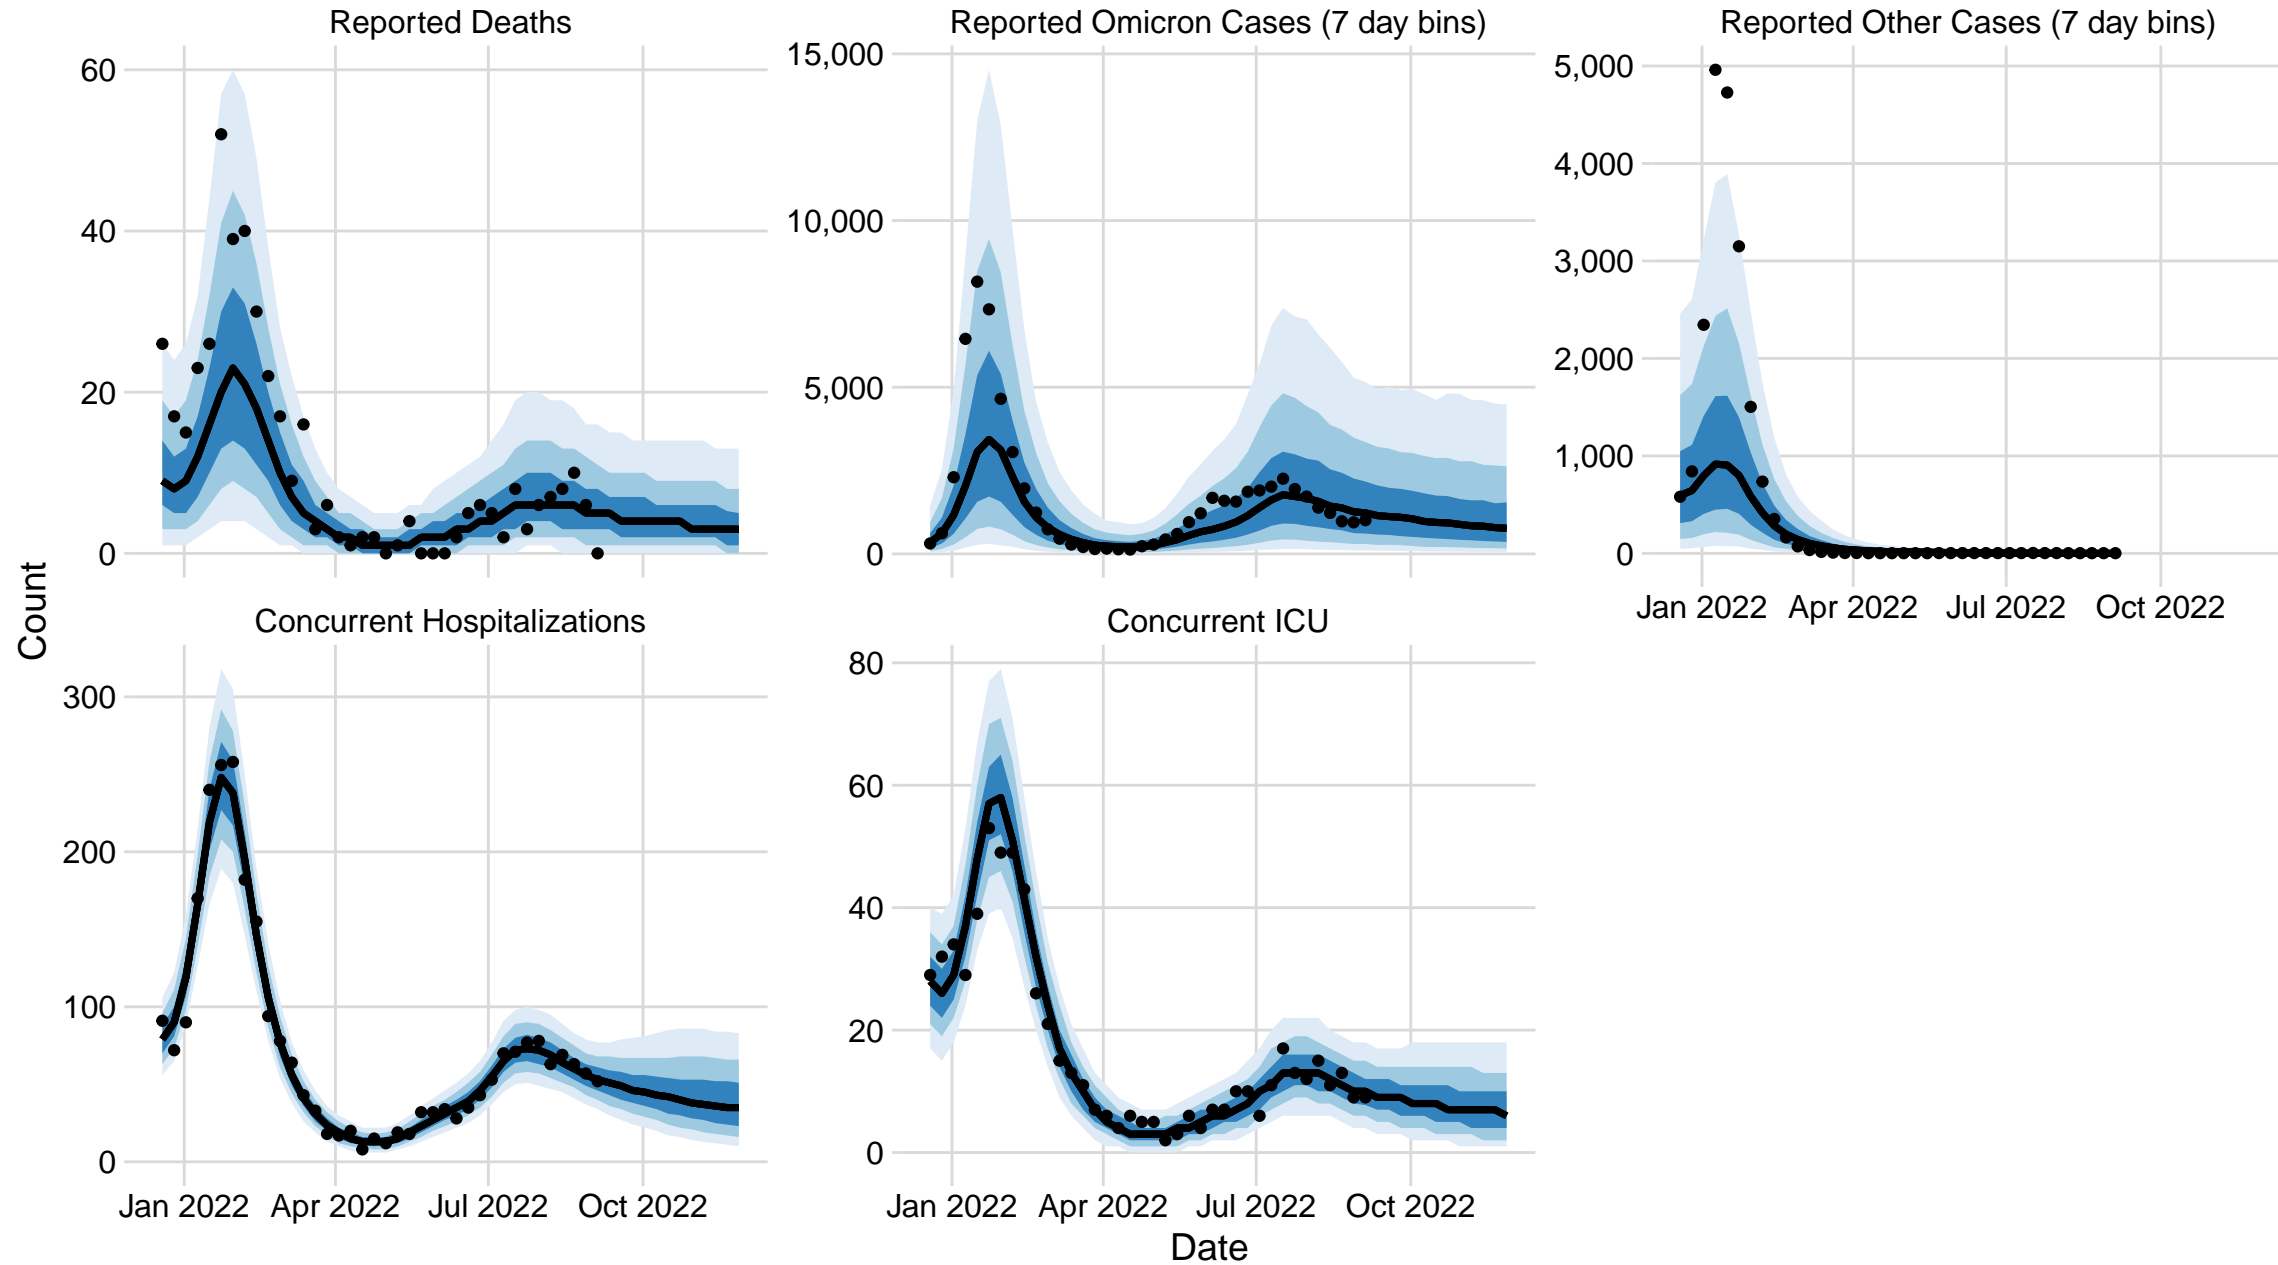 Reported Deaths
Reported Omicron Cases (7 day bins)
Reported Other Cases (7 day bins)
60
40
20
0
15,000
10,000
5,000
0
5,000
4,000
3,000
2,000
1,000
0
Jan 2022 Apr 2022 Jul 2022 Oct 2022
Count
Concurrent Hospitalizations
Concurrent ICU
300
200
100
0
80
60
40
20
0
Jan 2022 Apr 2022 Jul 2022 Oct 2022
Jan 2022 Apr 2022 Jul 2022 Oct 2022
Date